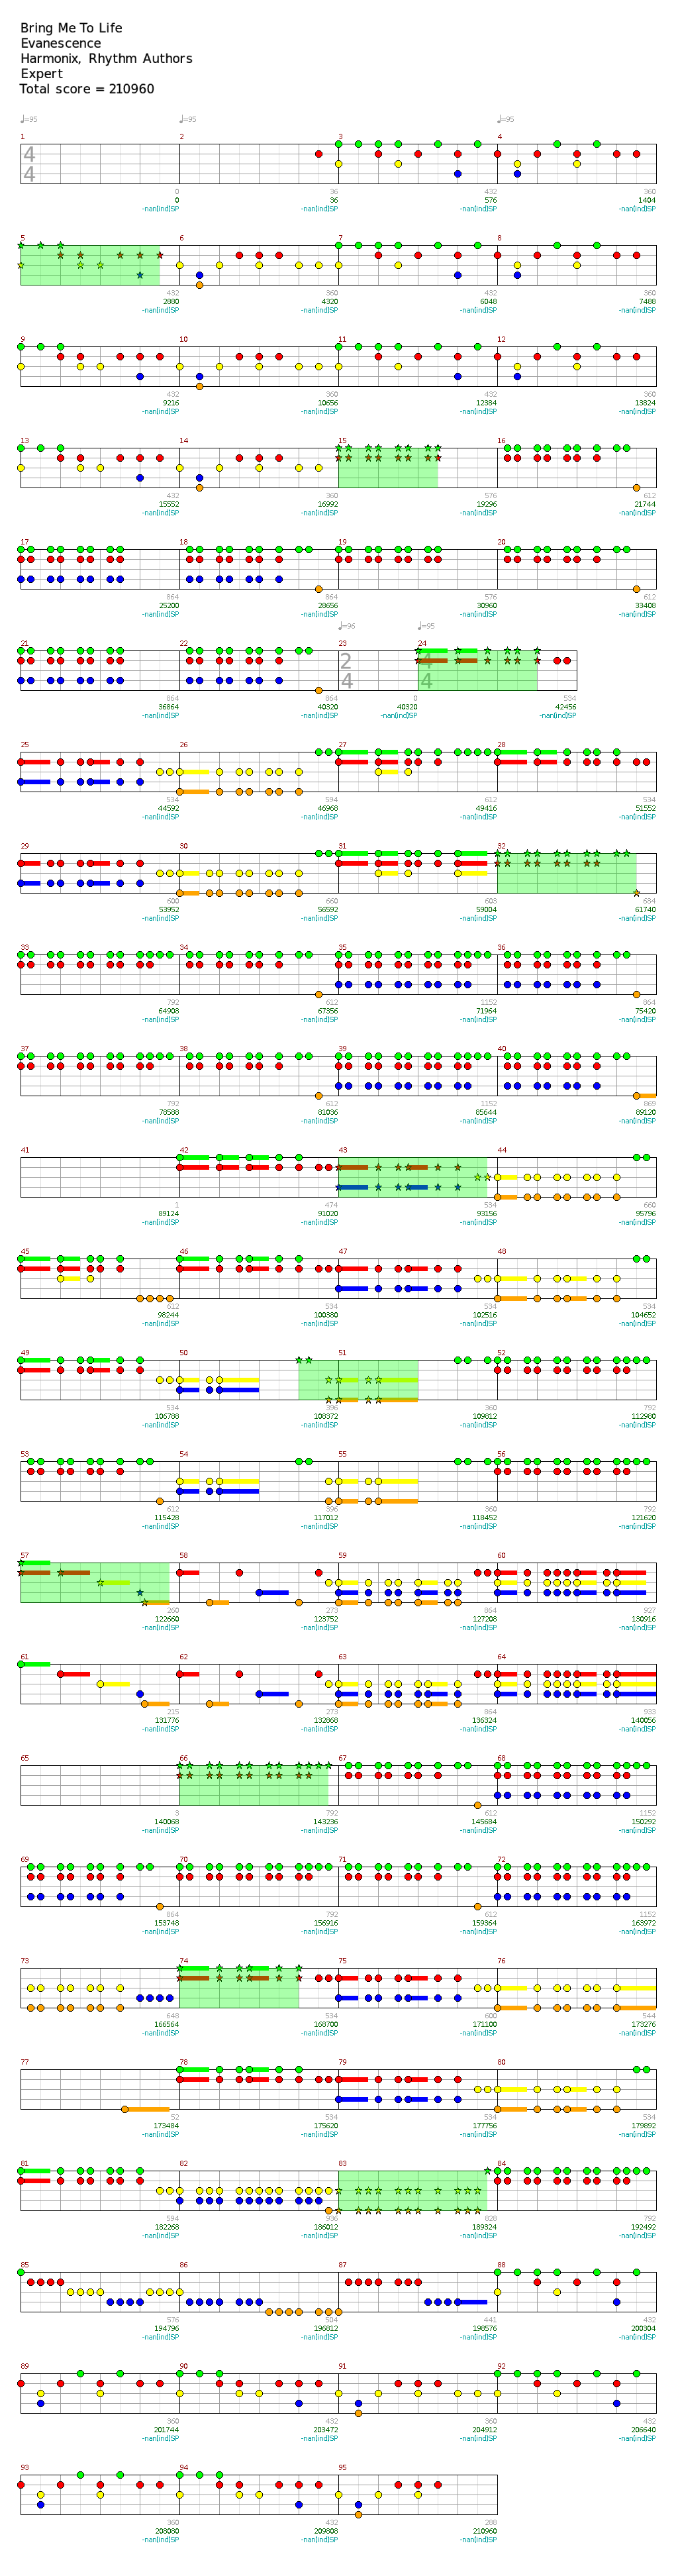 Bring Me To Life
Evanescence
Harmonix, Rhythm Authors
Expert
Total score = 210960
♩=95 ♩=95 ♩=95
1 2 3 4
4
4
0 36 432 360
0 36 576 1404
-nan(ind)SP -nan(ind)SP -nan(ind)SP -nan(ind)SP
5 6 7 8
432 360 432 360
2880 4320 6048 7488
-nan(ind)SP -nan(ind)SP -nan(ind)SP -nan(ind)SP
9 10 11 12
432 360 432 360
9216 10656 12384 13824
-nan(ind)SP -nan(ind)SP -nan(ind)SP -nan(ind)SP
13 14 15 16
432 360 576 612
15552 16992 19296 21744
-nan(ind)SP -nan(ind)SP -nan(ind)SP -nan(ind)SP
17 18 19 20
864 864 576 612
25200 28656 30960 33408
-nan(ind)SP -nan(ind)SP -nan(ind)SP -nan(ind)SP
♩=96 ♩=95
21 22 23 24
2 4
4 4
864 864 0 534
36864 40320 40320 42456
-nan(ind)SP -nan(ind)SP -nan(ind)SP -nan(ind)SP
25 26 27 28
534 594 612 534
44592 46968 49416 51552
-nan(ind)SP -nan(ind)SP -nan(ind)SP -nan(ind)SP
29 30 31 32
600 660 603 684
53952 56592 59004 61740
-nan(ind)SP -nan(ind)SP -nan(ind)SP -nan(ind)SP
33 34 35 36
792 612 1152 864
64908 67356 71964 75420
-nan(ind)SP -nan(ind)SP -nan(ind)SP -nan(ind)SP
37 38 39 40
792 612 1152 869
78588 81036 85644 89120
-nan(ind)SP -nan(ind)SP -nan(ind)SP -nan(ind)SP
41 42 43 44
1 474 534 660
89124 91020 93156 95796
-nan(ind)SP -nan(ind)SP -nan(ind)SP -nan(ind)SP
45 46 47 48
612 534 534 534
98244 100380 102516 104652
-nan(ind)SP -nan(ind)SP -nan(ind)SP -nan(ind)SP
49 50 51 52
534 396 360 792
106788 108372 109812 112980
-nan(ind)SP -nan(ind)SP -nan(ind)SP -nan(ind)SP
53 54 55 56
612 396 360 792
115428 117012 118452 121620
-nan(ind)SP -nan(ind)SP -nan(ind)SP -nan(ind)SP
57 58 59 60
260 273 864 927
122660 123752 127208 130916
-nan(ind)SP -nan(ind)SP -nan(ind)SP -nan(ind)SP
61 62 63 64
215 273 864 933
131776 132868 136324 140056
-nan(ind)SP -nan(ind)SP -nan(ind)SP -nan(ind)SP
65 66 67 68
3 792 612 1152
140068 143236 145684 150292
-nan(ind)SP -nan(ind)SP -nan(ind)SP -nan(ind)SP
69 70 71 72
864 792 612 1152
153748 156916 159364 163972
-nan(ind)SP -nan(ind)SP -nan(ind)SP -nan(ind)SP
73 74 75 76
648 534 600 544
166564 168700 171100 173276
-nan(ind)SP -nan(ind)SP -nan(ind)SP -nan(ind)SP
77 78 79 80
52 534 534 534
173484 175620 177756 179892
-nan(ind)SP -nan(ind)SP -nan(ind)SP -nan(ind)SP
81 82 83 84
594 936 828 792
182268 186012 189324 192492
-nan(ind)SP -nan(ind)SP -nan(ind)SP -nan(ind)SP
85 86 87 88
576 504 441 432
194796 196812 198576 200304
-nan(ind)SP -nan(ind)SP -nan(ind)SP -nan(ind)SP
89 90 91 92
360 432 360 432
201744 203472 204912 206640
-nan(ind)SP -nan(ind)SP -nan(ind)SP -nan(ind)SP
93 94 95
360 432 288
208080 209808 210960
-nan(ind)SP -nan(ind)SP -nan(ind)SP